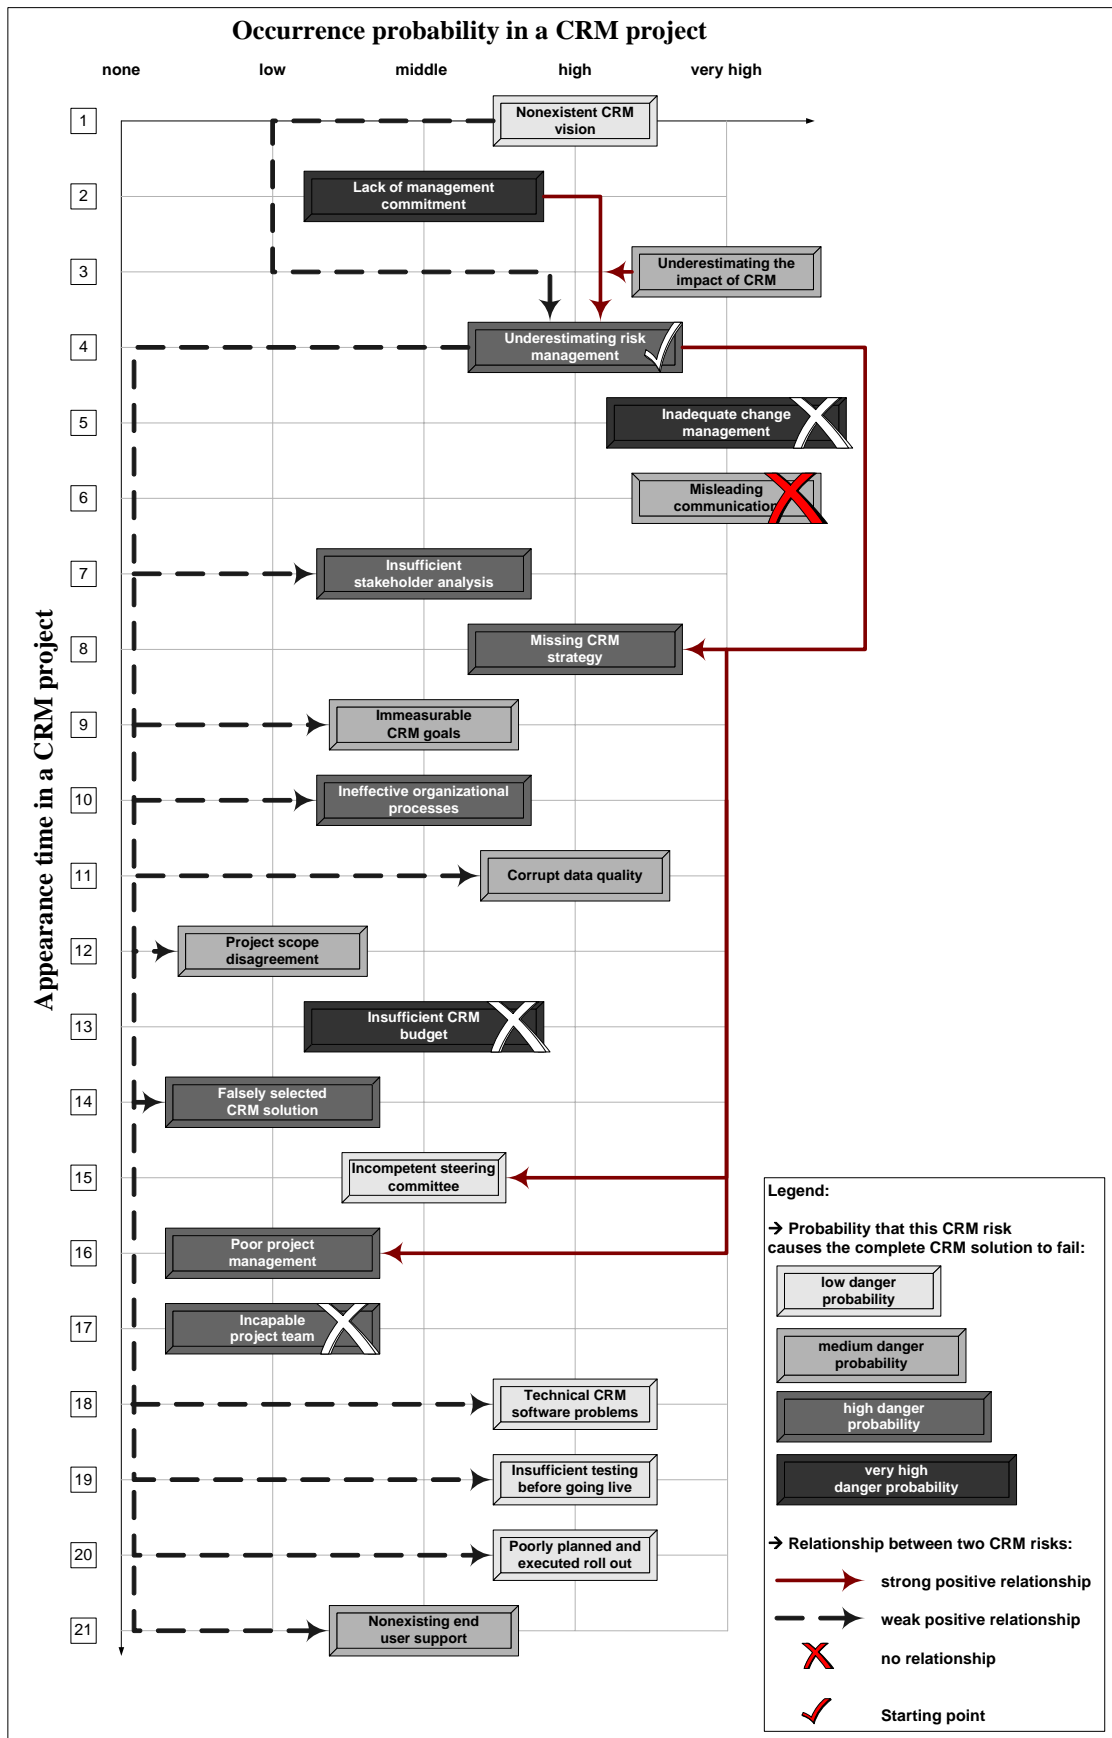 Occurrence probability in a CRM project
none low middle high very high
Appearance time in a CRM project
1
Nonexistent CRM
vision
2
Lack of management
commitment
3
Underestimating the
impact of CRM
4
Underestimating risk
management
5
Inadequate change
management
6
Misleading
communication
7
Insufficient
stakeholder analysis
8
Missing CRM
strategy
9
Immeasurable
CRM goals
10
Ineffective organizational
processes
11
Corrupt data quality
12
Project scope
disagreement
13
Insufficient CRM
budget
14
Falsely selected
CRM solution
15
Incompetent steering
committee
16
Poor project
management
17
Incapable
project team
18
Technical CRM
software problems
19
Insufficient testing
before going live
20
Poorly planned and
executed roll out
21
Nonexisting end
user support
Legend:
→ Probability that this CRM risk
causes the complete CRM solution to fail:
low danger
probability
medium danger
probability
high danger
probability
very high
danger probability
→ Relationship between two CRM risks:
strong positive relationship
weak positive relationship
no relationship
Starting point